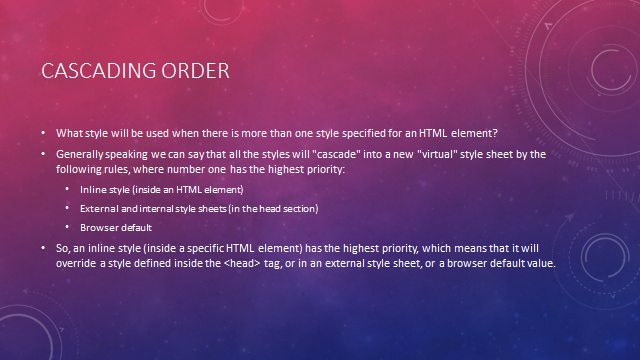 CASCADING ORDER
• What style will be used when there is more than one style specified for an HTML element?
• Generally speaking we can say that all the styles will "cascade" into a new "virtual" style sheet by the
following rules, where number one has the highest priority:
• Inline style (inside an HTML element)
• External and internal style sheets (in the head section)
• Browser default
• So, an inline style (inside a specific HTML element) has the highest priority, which means that it will
override a style defined inside the <head> tag, or in an external style sheet, or a browser default value.